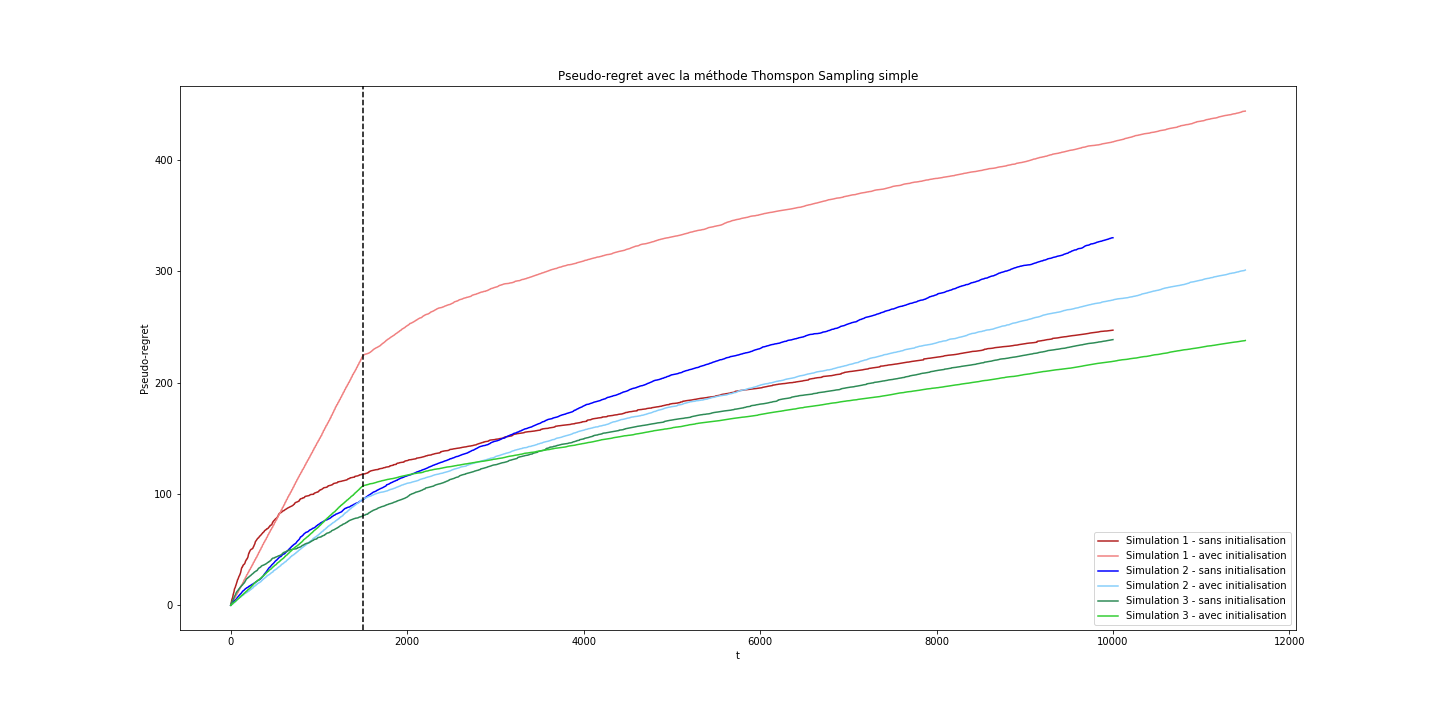 Pseudo-regret avec la méthode Thomspon Sampling simple
Pseudo-regret
400
300
200
100
0
0 2000 4000 6000 8000 10000 12000
t
Simulation 1 - sans initialisation
Simulation 1 - avec initialisation
Simulation 2 - sans initialisation
Simulation 2 - avec initialisation
Simulation 3 - sans initialisation
Simulation 3 - avec initialisation